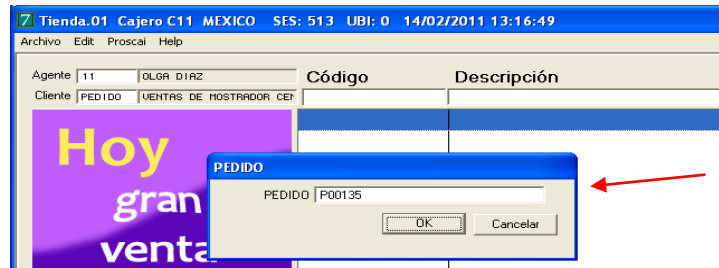 Tienda.01 Cajero C11 MEXICO SES: 513 UBI: 0 14/02/2011 13:16:49
Archivo Edit Proscai Help
Agente 11 OLGA DIAZ Código Descripción
Cliente PEDIDO VENTAS DE MOSTRADOR CEN
Hoy
gran
venta
PEDIDO
PEDIDO P00135
OK Cancelar